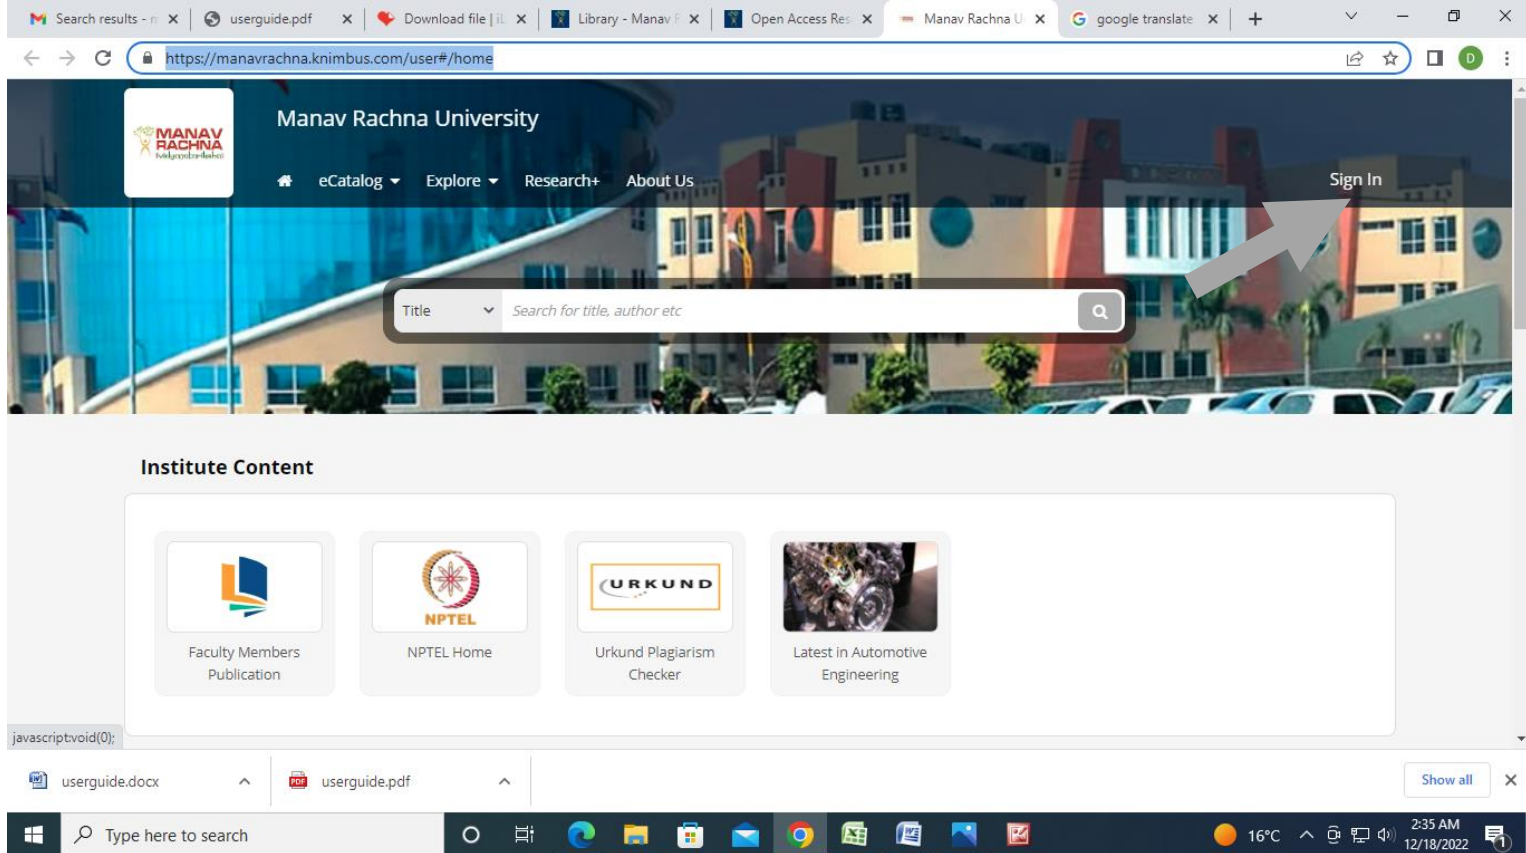 Search results - m
userguide.pdf
Download file | iL
Library - Manav R
Open Access Res
Manav Rachna U
google translate
https://manavrachna.knimbus.com/user#/home
D
MANAV
RACHNA
Manav Rachna University
eCatalog
Explore
Research+
About Us
Sign In
Title
Search for title, author etc
Institute Content
NPTEL
URKUND
Faculty Members
Publication
NPTEL Home
Urkund Plagiarism
Checker
Latest in Automotive
Engineering
javascript:void(0);
userguide.docx
PDF
userguide.pdf
Show all
Type here to search
16°C
2:35 AM
12/18/2022
1